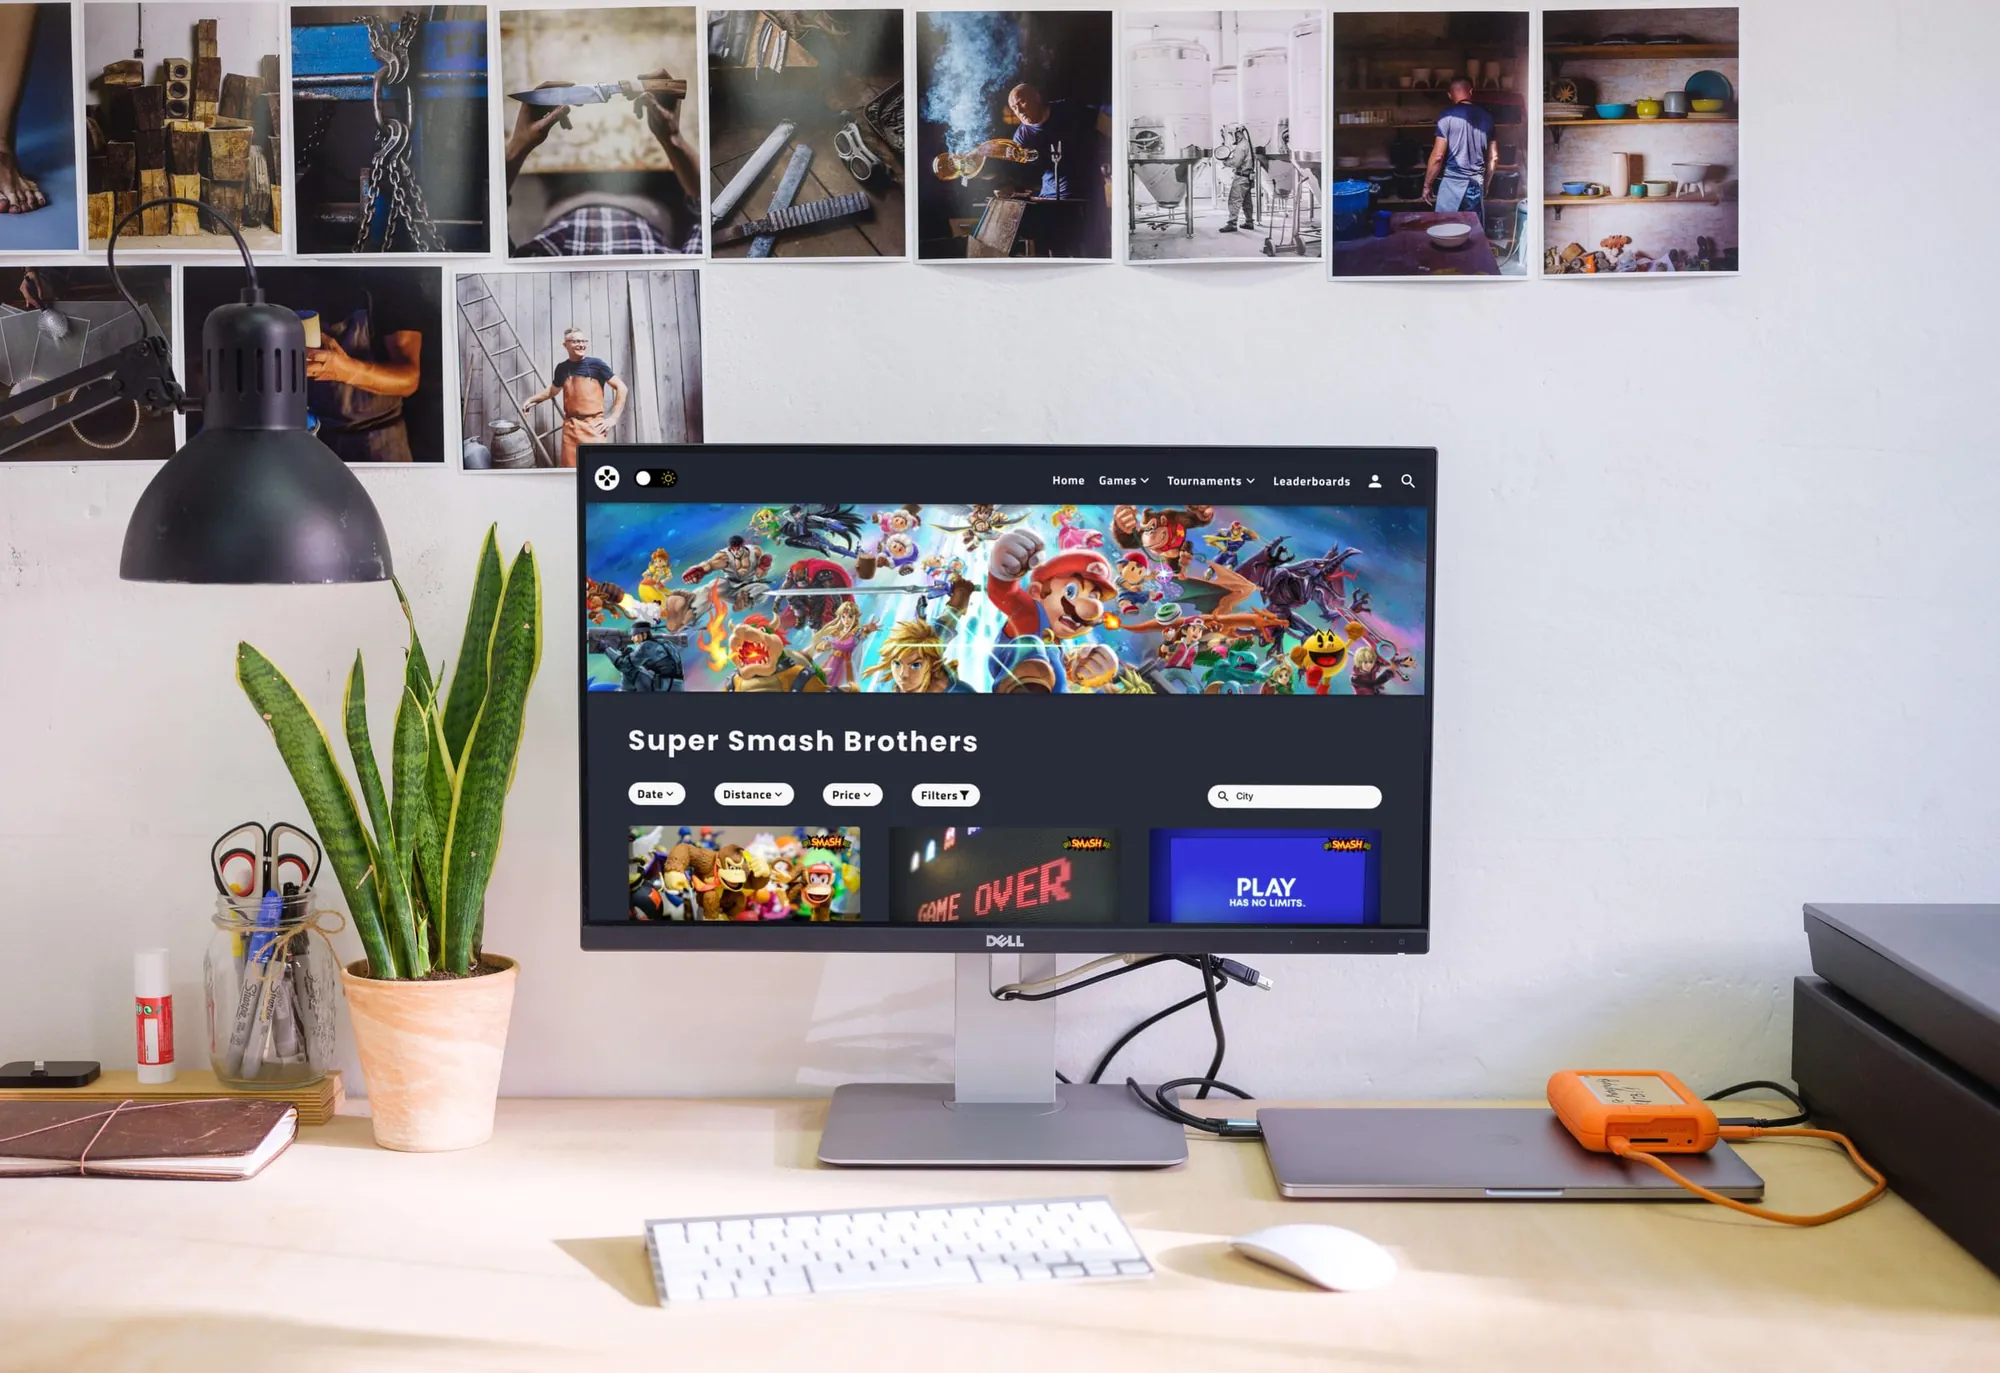 Home Games Tournaments Leaderboards
Super Smash Brothers
Date Distance Price Filters City
SMASH SMASH SMASH
GAME OVER
PLAY
HAS NO LIMITS.
DELL
Sharpie